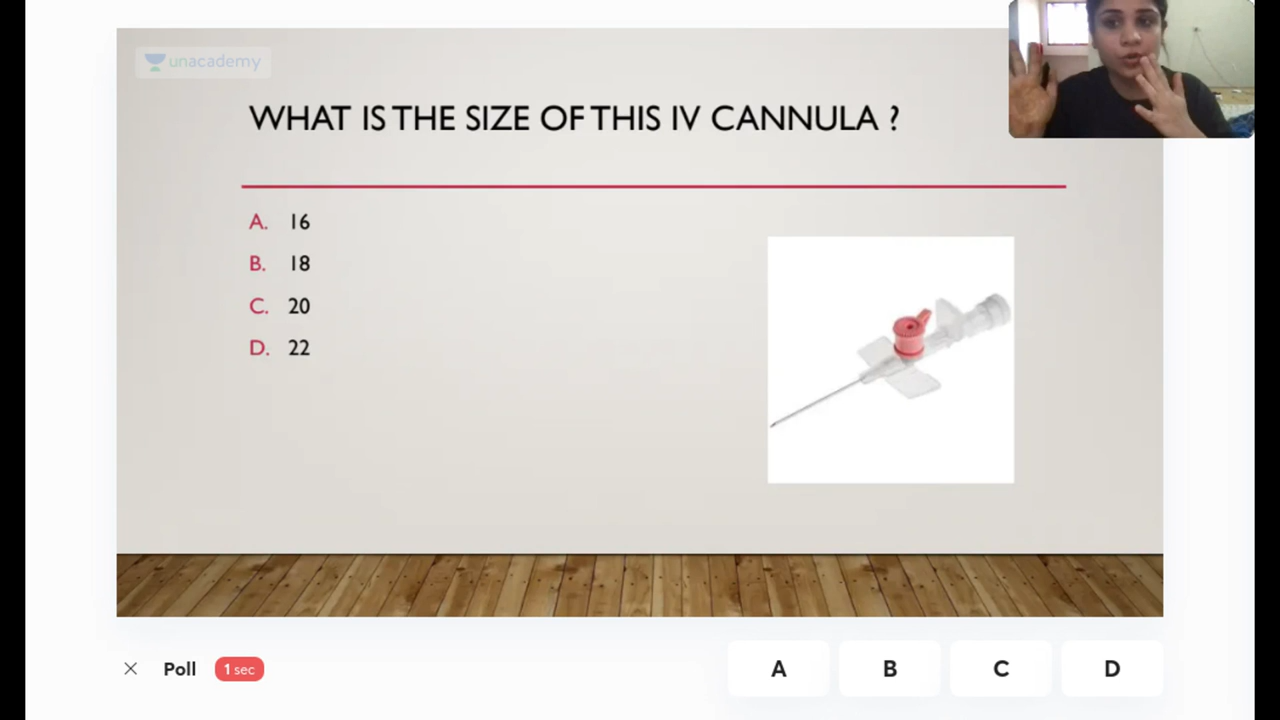 unacademy
WHAT IS THE SIZE OF THIS IV CANNULA ?
A. 16
B. 18
C. 20
D. 22
Poll 1 sec A B C D